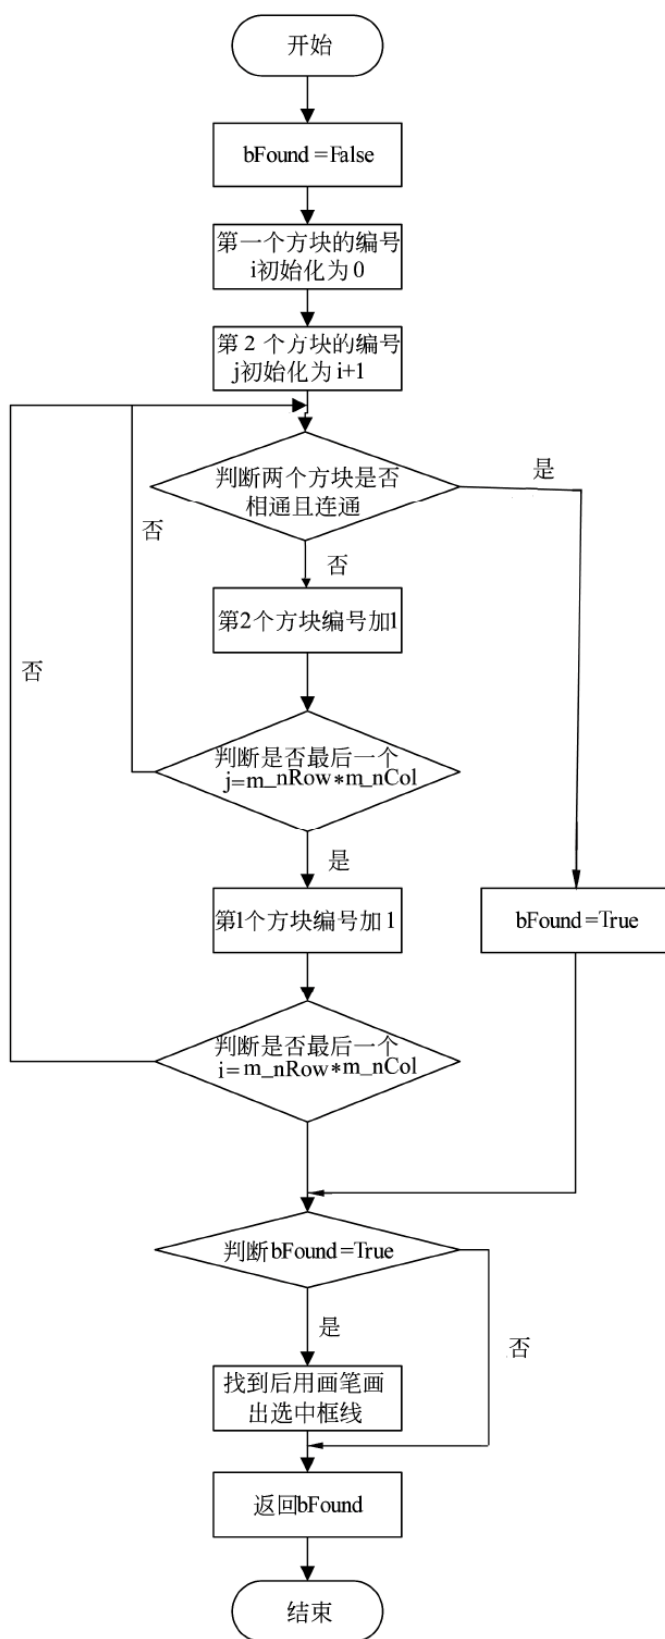 开始
bFound=False
第一个方块的编号
i初始化为0
第2个方块的编号
j初始化为i+1
判断两个方块是否
相通且连通
是
否
否
第2个方块编号加1
否
判断是否最后一个
j=m_nRow*m_nCol
是
第1个方块编号加1
bFound=True
判断是否最后一个
i=m_nRow*m_nCol
判断bFound=True
是
否
找到后用画笔画
出选中框线
返回bFound
结束